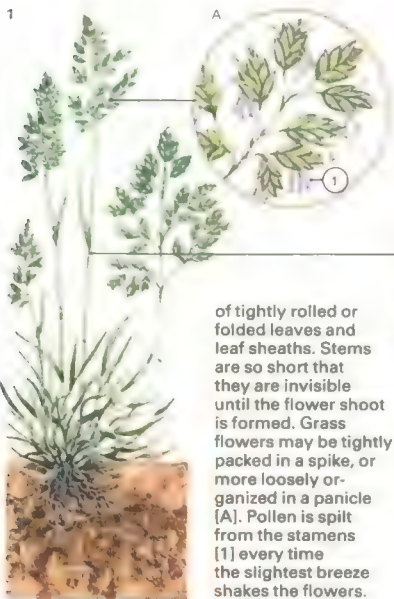 1
A
1
of tightly rolled or
folded leaves and
leaf sheaths. Stems
are so short that
they are invisible
until the flower shoot
is formed. Grass
flowers may be tightly
packed in a spike, or
more loosely or-
ganized in a panicle
[A]. Pollen is spilt
from the stamens
[1] every time
the slightest breeze
shakes the flowers.